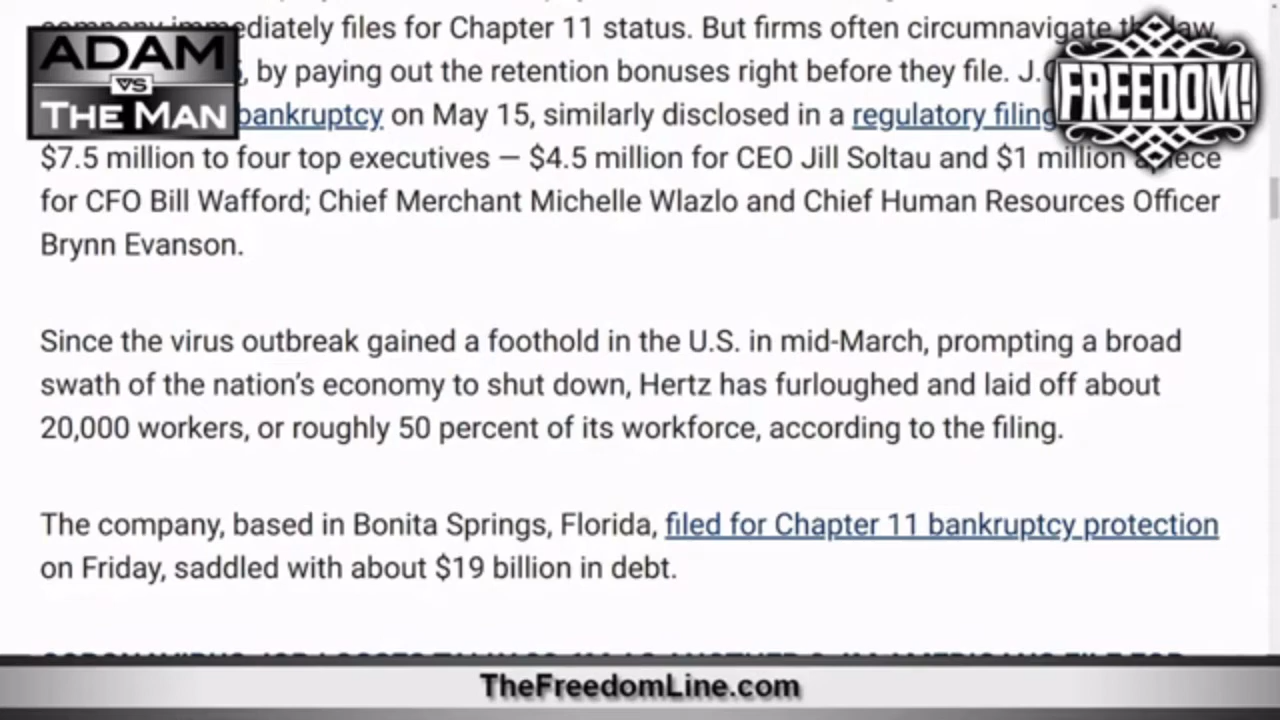 company immediately files for Chapter 11 status. But firms often circumnavigate the law,
ADAM
VS
THE MAN
FREEDOM!
, by paying out the retention bonuses right before they file. J.C.
bankruptcy on May 15, similarly disclosed in a regulatory filing
$7.5 million to four top executives — $4.5 million for CEO Jill Soltau and $1 million apiece
for CFO Bill Wafford; Chief Merchant Michelle Wlazlo and Chief Human Resources Officer
Brynn Evanson.
Since the virus outbreak gained a foothold in the U.S. in mid-March, prompting a broad
swath of the nation’s economy to shut down, Hertz has furloughed and laid off about
20,000 workers, or roughly 50 percent of its workforce, according to the filing.
The company, based in Bonita Springs, Florida, filed for Chapter 11 bankruptcy protection
on Friday, saddled with about $19 billion in debt.
TheFreedomLine.com